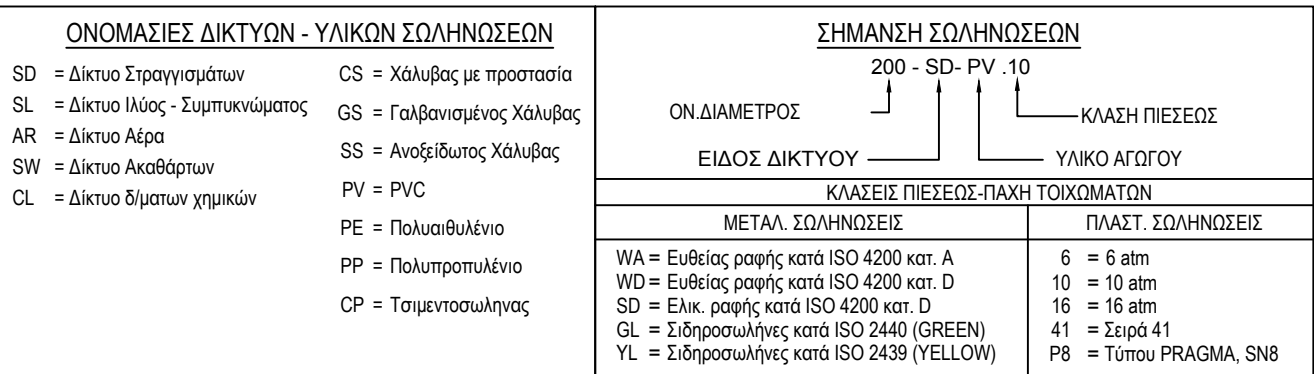 ΟΝΟΜΑΣΙΕΣ ΔΙΚΤΥΩΝ - ΥΛΙΚΩΝ ΣΩΛΗΝΩΣΕΩΝ
SD = Δίκτυο Στραγγισμάτων
SL = Δίκτυο Ιλύος - Συμπυκνώματος
AR = Δίκτυο Αέρα
SW = Δίκτυο Ακαθάρτων
CL = Δίκτυο δ/ματων χημικών
CS = Χάλυβας με προστασία
GS = Γαλβανισμένος Χάλυβας
SS = Ανοξείδωτος Χάλυβας
PV = PVC
PE = Πολυαιθυλένιο
PP = Πολυπροπυλένιο
CP = Τσιμεντοσωληνας
ΣΗΜΑΝΣΗ ΣΩΛΗΝΩΣΕΩΝ
200 - SD- PV .10
ΟΝ.ΔΙΑΜΕΤΡΟΣ
ΚΛΑΣΗ ΠΙΕΣΕΩΣ
ΕΙΔΟΣ ΔΙΚΤΥΟΥ
ΥΛΙΚΟ ΑΓΩΓΟΥ
ΚΛΑΣΕΙΣ ΠΙΕΣΕΩΣ-ΠΑΧΗ ΤΟΙΧΩΜΑΤΩΝ
ΜΕΤΑΛ. ΣΩΛΗΝΩΣΕΙΣ
WA = Ευθείας ραφής κατά ISO 4200 κατ. A
WD = Ευθείας ραφής κατά ISO 4200 κατ. D
SD = Ελικ. ραφής κατά ISO 4200 κατ. D
GL = Σιδηροσωλήνες κατά ISO 2440 (GREEN)
YL = Σιδηροσωλήνες κατά ISO 2439 (YELLOW)
ΠΛΑΣΤ. ΣΩΛΗΝΩΣΕΙΣ
6 = 6 atm
10 = 10 atm
16 = 16 atm
41 = Σειρά 41
P8 = Τύπου PRAGMA, SN8